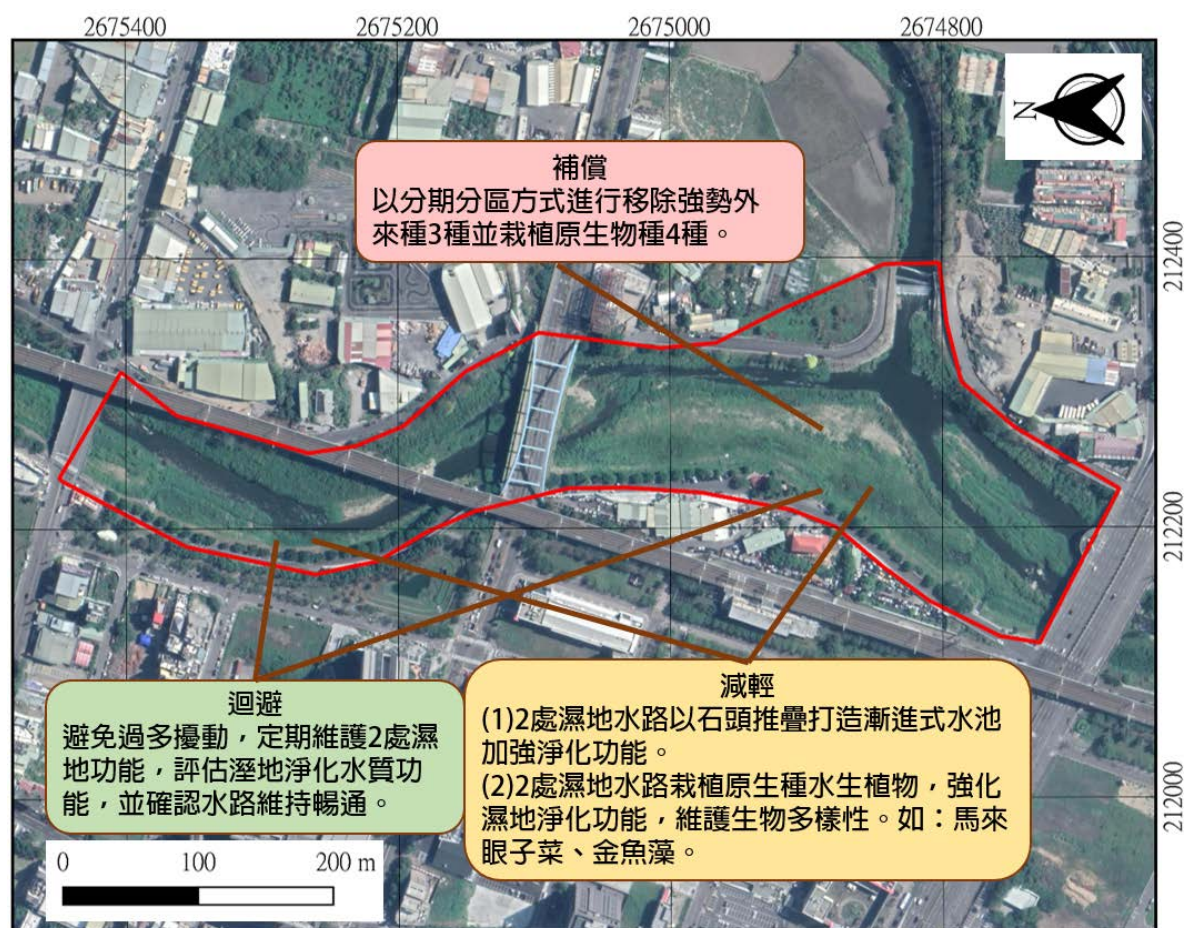 2675400 2675200 2675000 2674800
N
補償
以分期分區方式進行移除強勢外
來種3種並栽植原生物種4種。
212400
212200
212000
迴避
避免過多擾動，定期維護2處濕
地功能，評估溼地淨化水質功
能，並確認水路維持暢通。
減輕
(1)2處濕地水路以石頭推疊打造漸進式水池
加強淨化功能。
(2)2處濕地水路栽植原生種水生植物，強化
濕地淨化功能，維護生物多樣性。如：馬來
眼子菜、金魚藻。
0 100 200 m